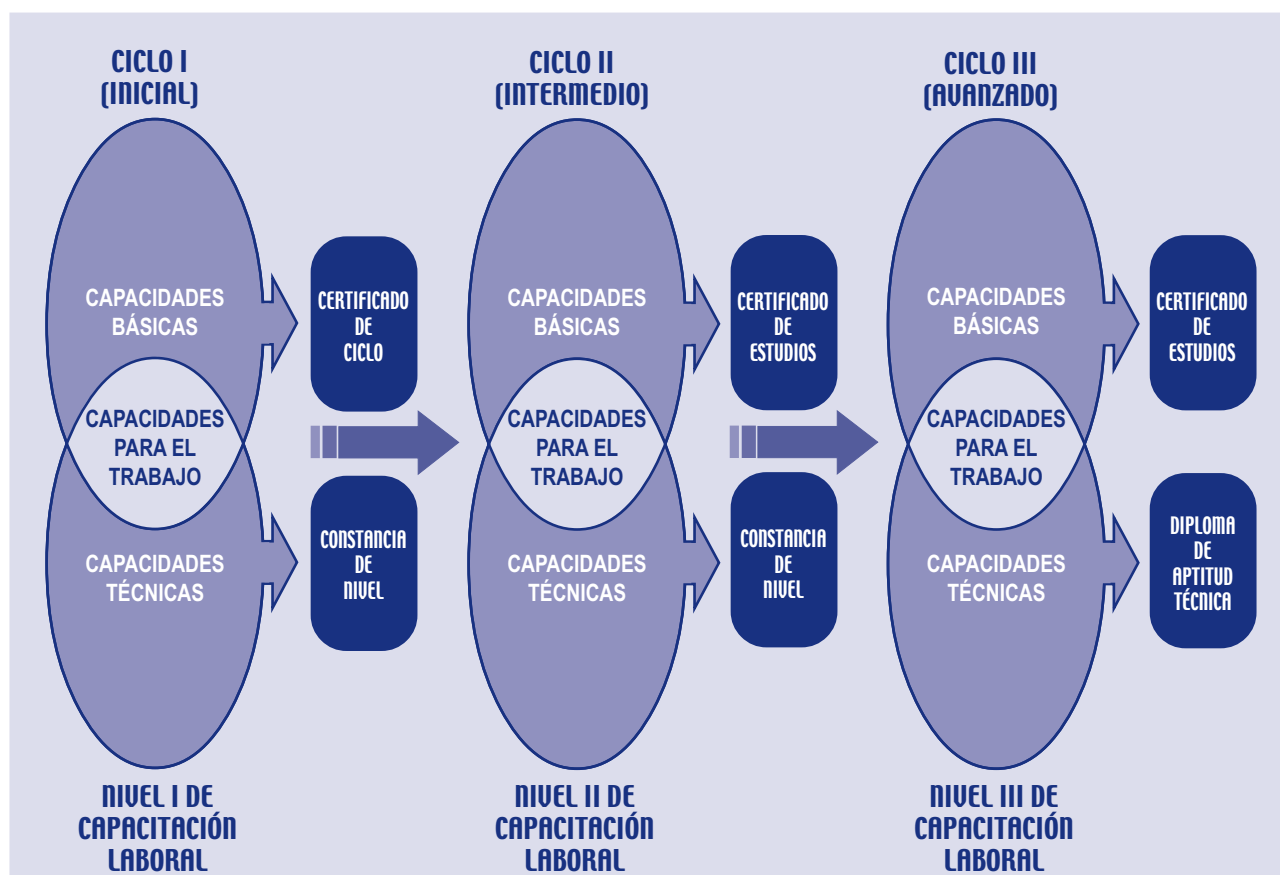 CICLO I
(INICIAL)
CAPACIDADES
BÁSICAS
CERTIFICADO
DE
CICLO
CAPACIDADES
PARA EL
TRABAJO
CAPACIDADES
TÉCNICAS
CONSTANCIA
DE
NIVEL
NIVEL I DE
CAPACITACIÓN
LABORAL
CICLO II
(INTERMEDIO)
CAPACIDADES
BÁSICAS
CERTIFICADO
DE
ESTUDIOS
CAPACIDADES
PARA EL
TRABAJO
CAPACIDADES
TÉCNICAS
CONSTANCIA
DE
NIVEL
NIVEL II DE
CAPACITACIÓN
LABORAL
CICLO III
(AVANZADO)
CAPACIDADES
BÁSICAS
CERTIFICADO
DE
ESTUDIOS
CAPACIDADES
PARA EL
TRABAJO
CAPACIDADES
TÉCNICAS
DIPLOMA
DE
APTITUD
TÉCNICA
NIVEL III DE
CAPACITACIÓN
LABORAL